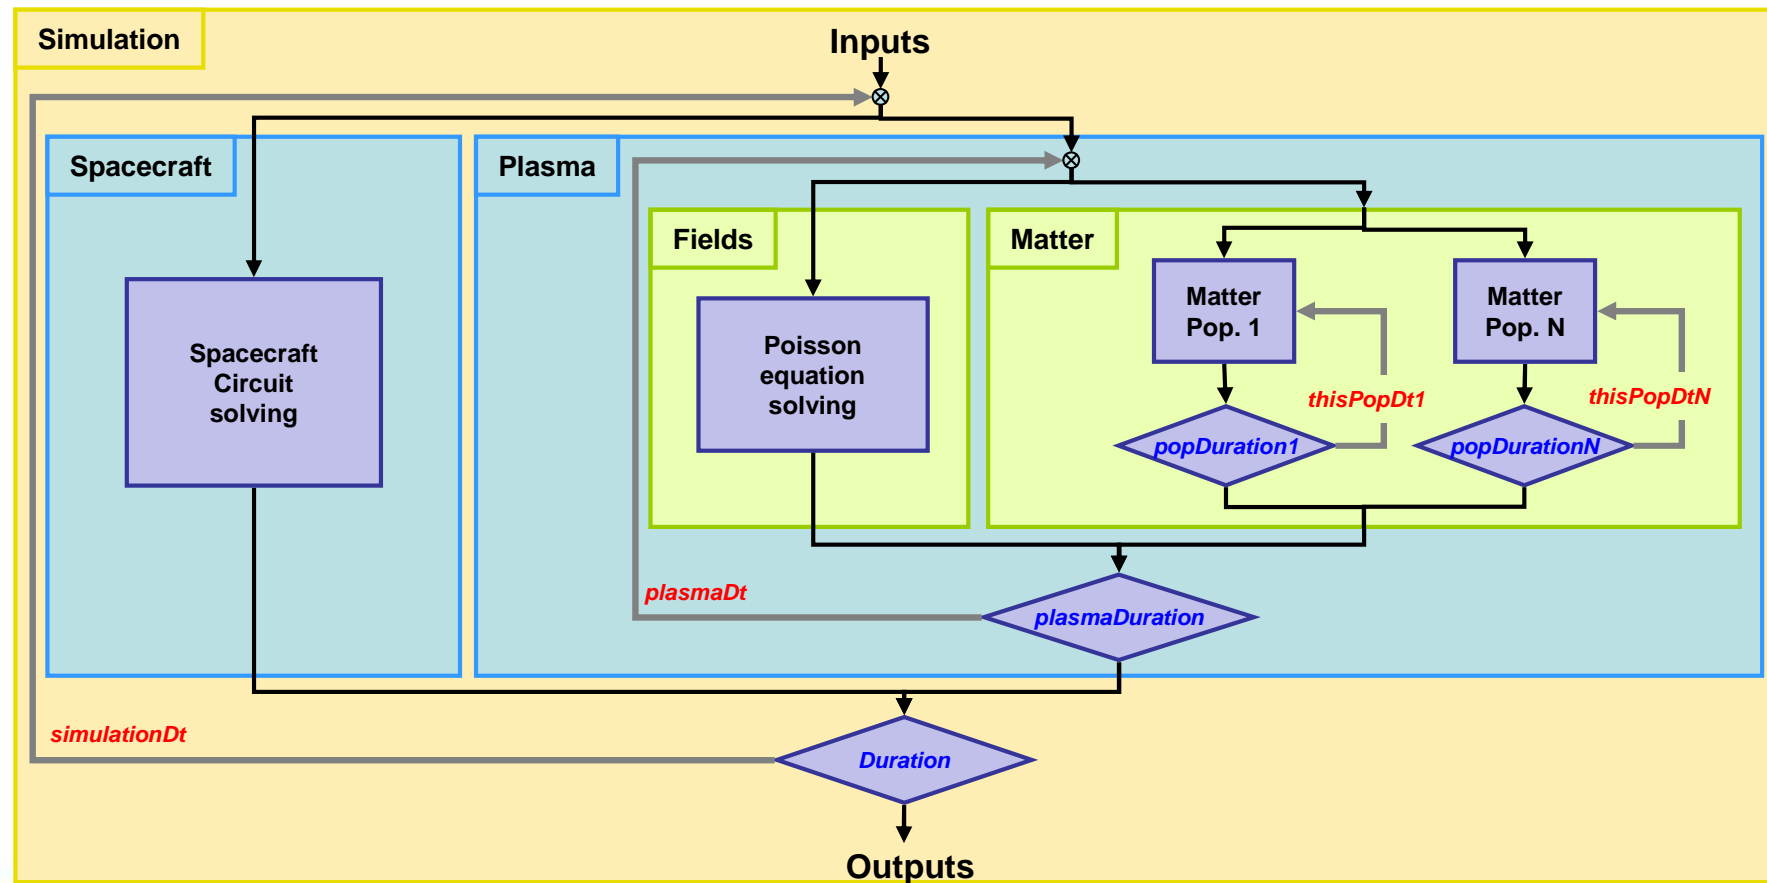 Simulation
Inputs
Spacecraft
Plasma
Fields
Matter
Spacecraft
Circuit
solving
Poisson
equation
solving
Matter
Pop. 1
Matter
Pop. N
thisPopDt1
thisPopDtN
popDuration1
popDurationN
plasmaDt
plasmaDuration
simulationDt
Duration
Outputs